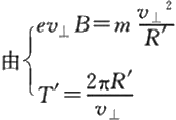 由
ev⊥B=m v⊥²/R′
T′=2πR′/v⊥